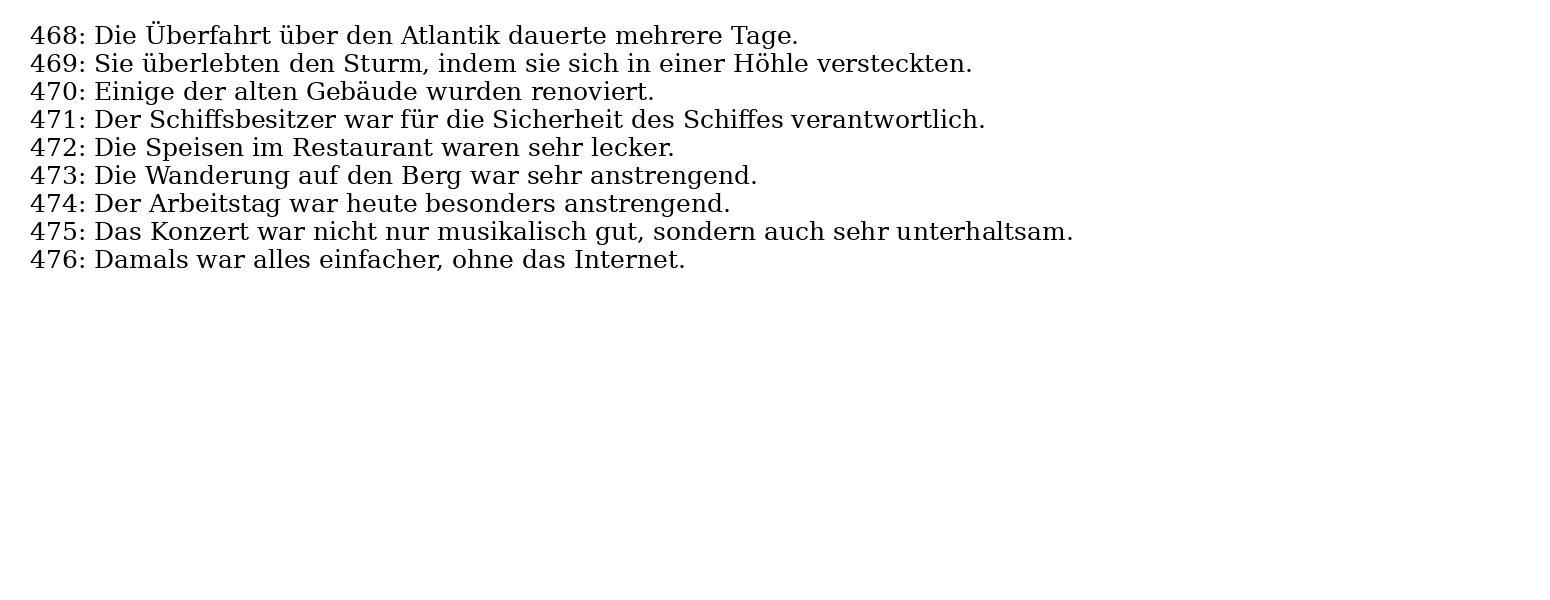 468: Die Überfahrt über den Atlantik dauerte mehrere Tage.
469: Sie überlebten den Sturm, indem sie sich in einer Höhle versteckten.
470: Einige der alten Gebäude wurden renoviert.
471: Der Schiffsbesitzer war für die Sicherheit des Schiffes verantwortlich.
472: Die Speisen im Restaurant waren sehr lecker.
473: Die Wanderung auf den Berg war sehr anstrengend.
474: Der Arbeitstag war heute besonders anstrengend.
475: Das Konzert war nicht nur musikalisch gut, sondern auch sehr unterhaltsam.
476: Damals war alles einfacher, ohne das Internet.